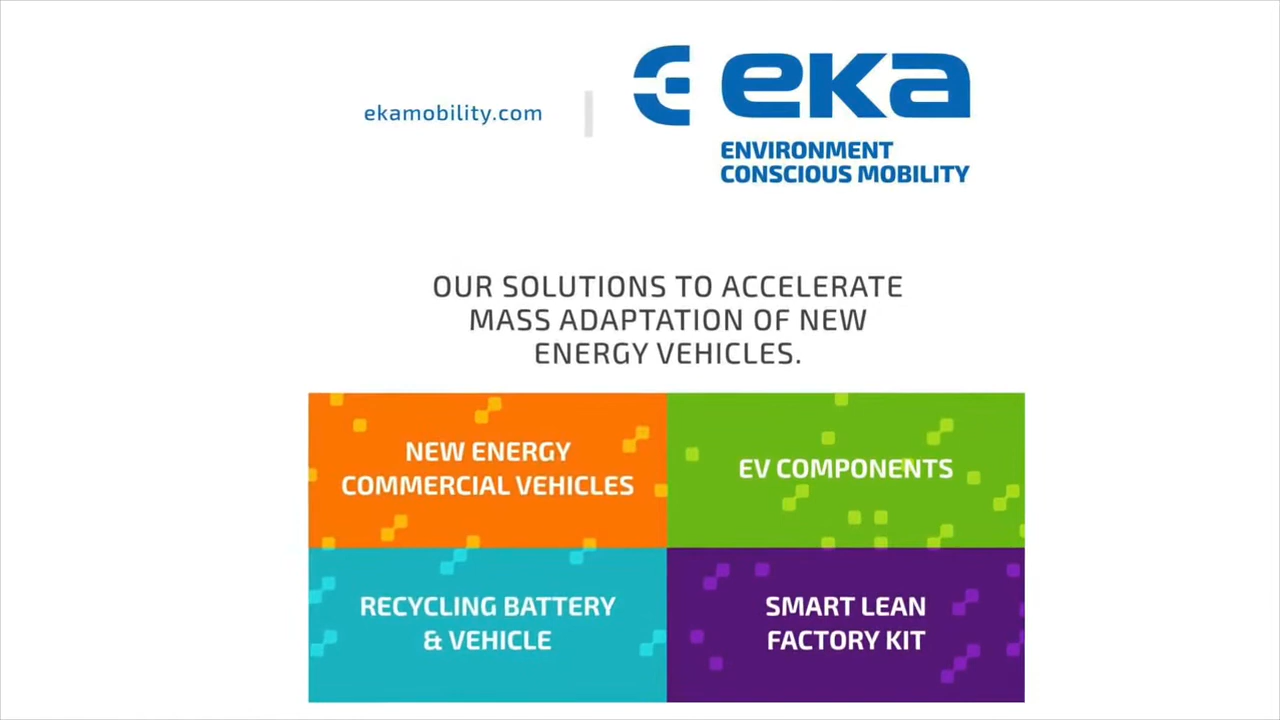 ekamobility.com
eka
ENVIRONMENT
CONSCIOUS MOBILITY
OUR SOLUTIONS TO ACCELERATE
MASS ADAPTATION OF NEW
ENERGY VEHICLES.
NEW ENERGY
COMMERCIAL VEHICLES
EV COMPONENTS
RECYCLING BATTERY
& VEHICLE
SMART LEAN
FACTORY KIT